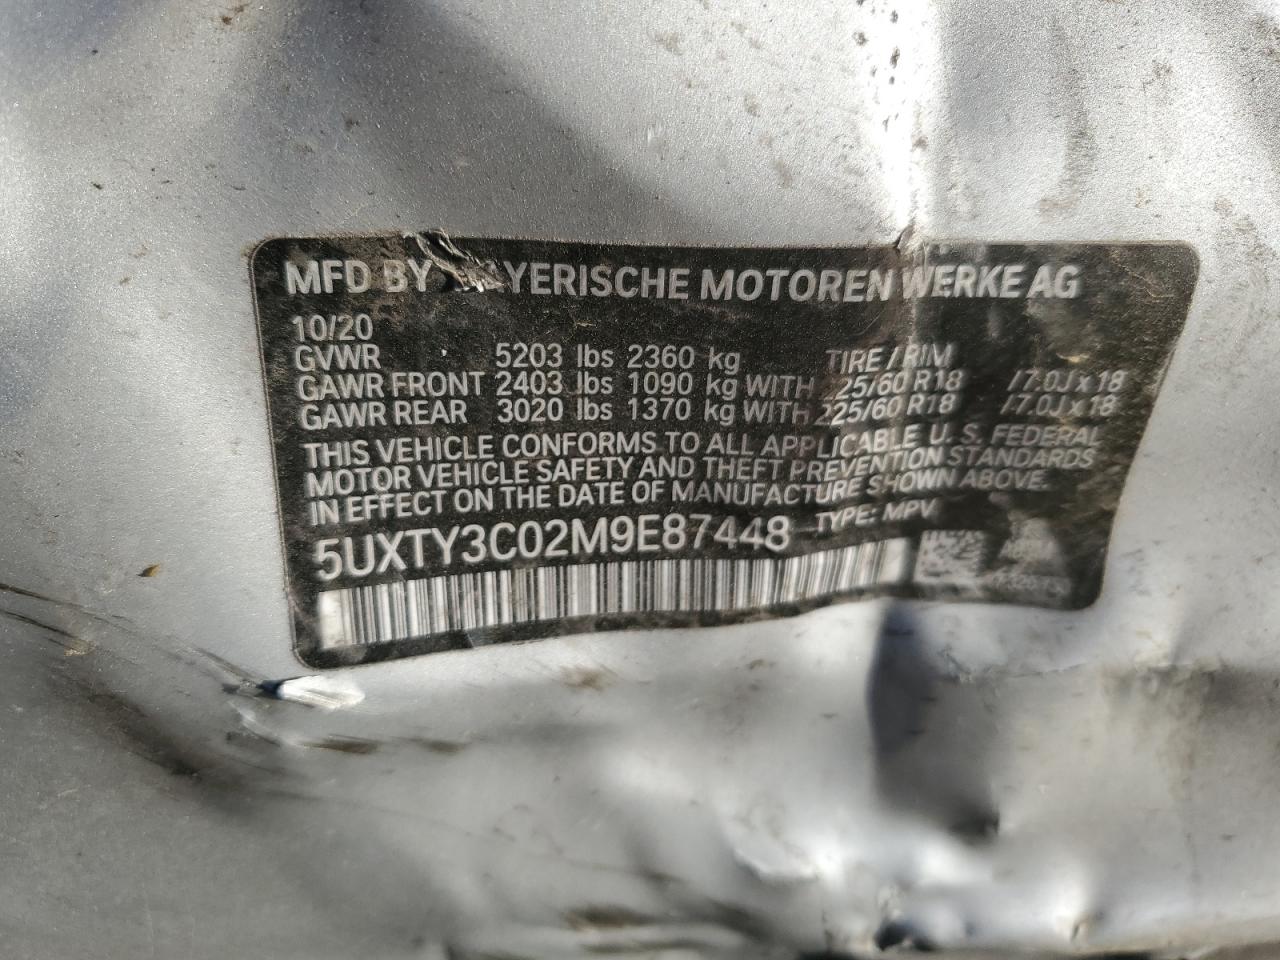 MFD BY YERISCHE MOTOREN WERKE AG
10/20
GVWR 5203 lbs 2360 kg TIRE / RIM
GAWR FRONT 2403 lbs 1090 kg WITH 25/60 R18 /7.0J x 18
GAWR REAR 3020 lbs 1370 kg WITH 225/60 R18 /7.0J x 18
THIS VEHICLE CONFORMS TO ALL APPLICABLE U. S. FEDERAL
MOTOR VEHICLE SAFETY AND THEFT PREVENTION STANDARDS
IN EFFECT ON THE DATE OF MANUFACTURE SHOWN ABOVE.
5UXTY3C02M9E87448 TYPE: MPV